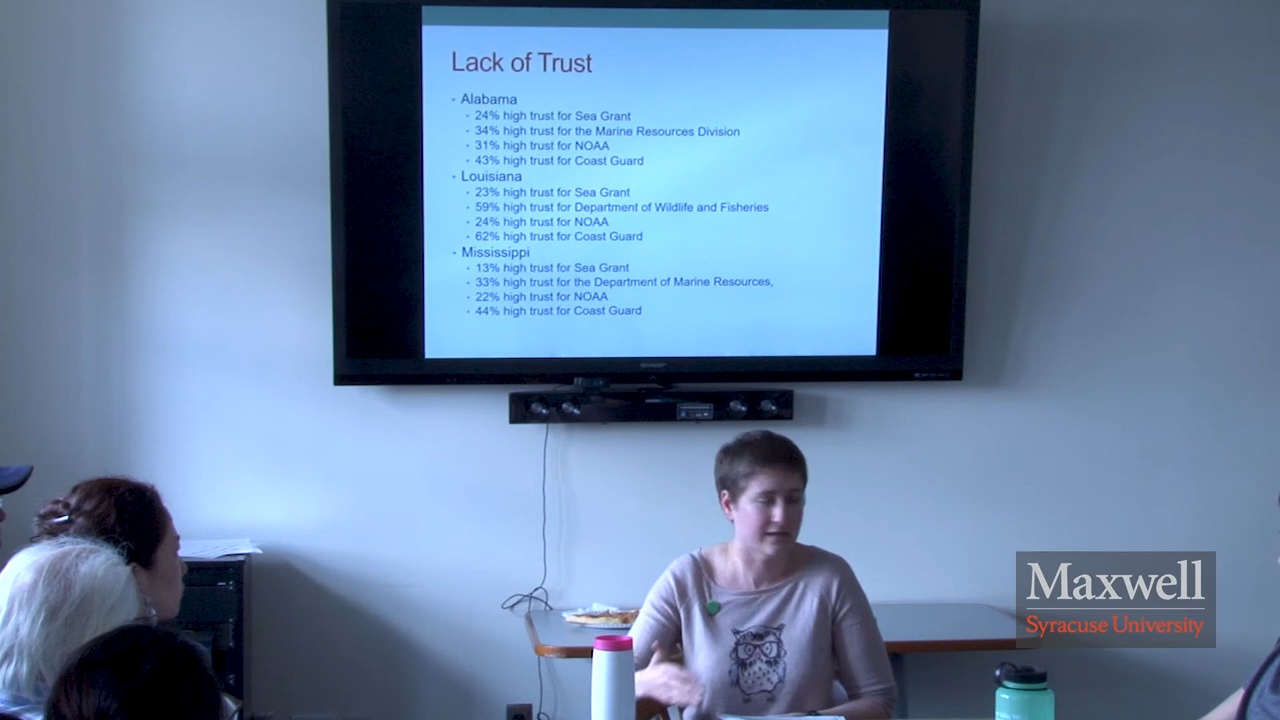 Lack of Trust
• Alabama
• 24% high trust for Sea Grant
• 34% high trust for the Marine Resources Division
• 31% high trust for NOAA
• 43% high trust for Coast Guard
• Louisiana
• 23% high trust for Sea Grant
• 59% high trust for Department of Wildlife and Fisheries
• 24% high trust for NOAA
• 62% high trust for Coast Guard
• Mississippi
• 13% high trust for Sea Grant
• 33% high trust for the Department of Marine Resources,
• 22% high trust for NOAA
• 44% high trust for Coast Guard
Maxwell
Syracuse University